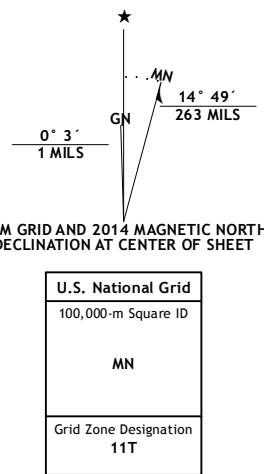 ★
MN
GN
14° 49´
263 MILS
0° 3´
1 MILS
M GRID AND 2014 MAGNETIC NORTH
DECLINATION AT CENTER OF SHEET
U.S. National Grid
100,000-m Square ID
MN
Grid Zone Designation
11T